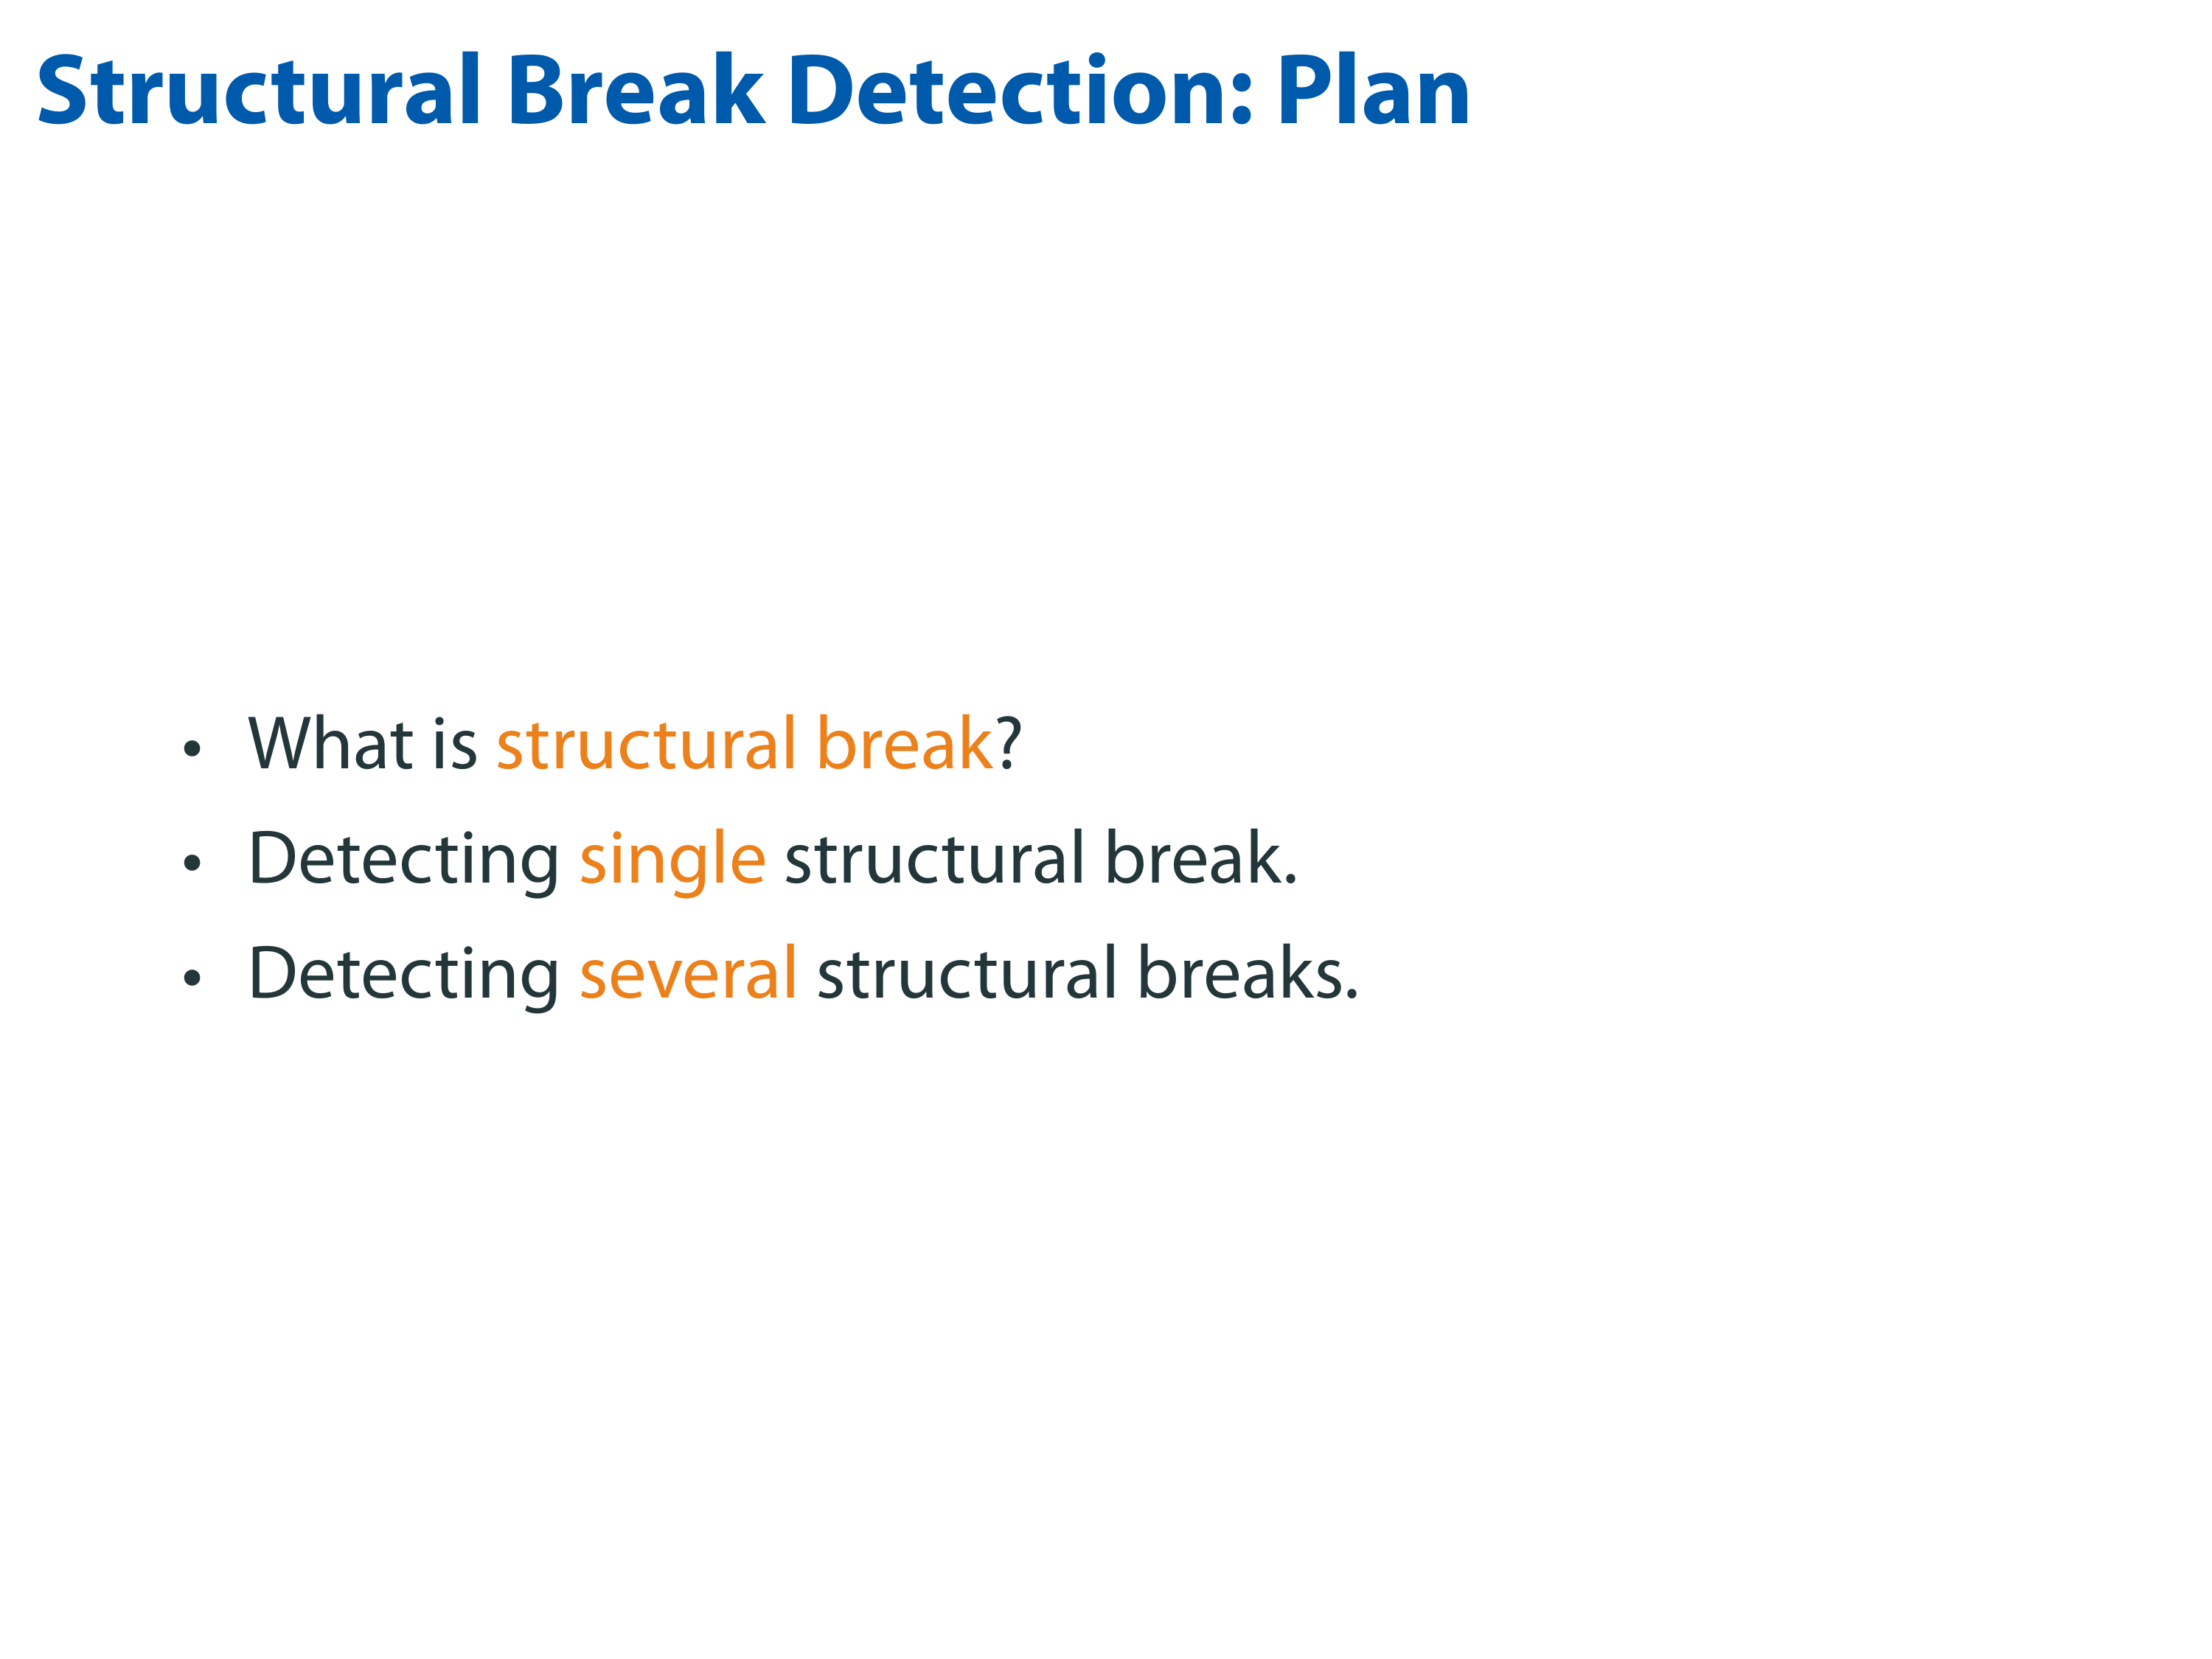 Structural Break Detection: Plan
• What is structural break?
• Detecting single structural break.
• Detecting several structural breaks.